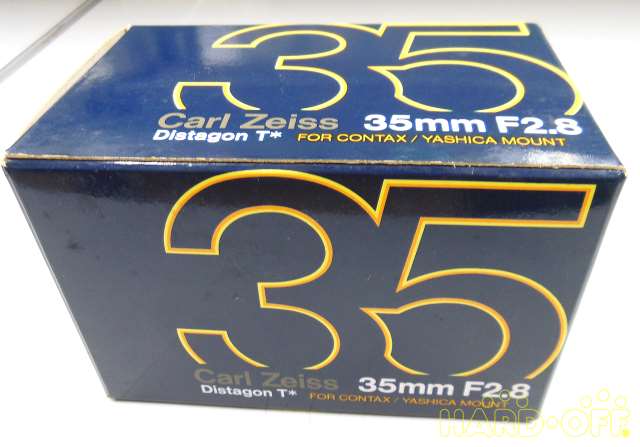 35
Carl Zeiss 35mm F2.8
Distagon T* FOR CONTAX / YASHICA MOUNT
35
Carl Zeiss 35mm F2.8
Distagon T* FOR CONTAX / YASHICA MOUNT
HARD-OFF